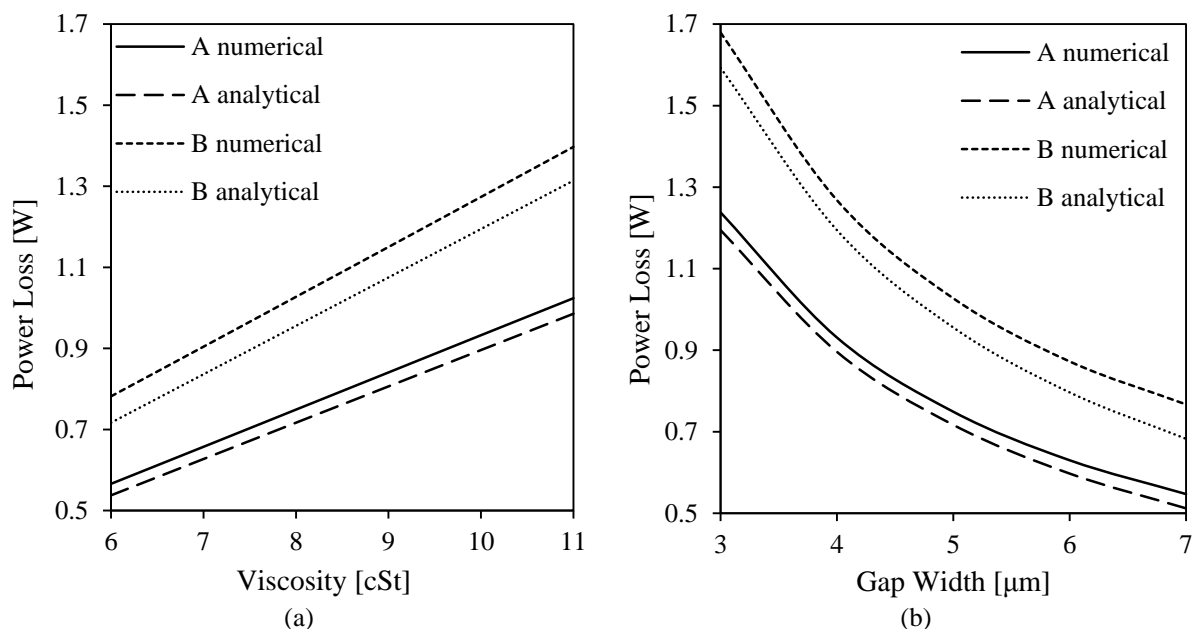 1.7
1.5
1.3
1.1
0.9
0.7
0.5
Power Loss [W]
A numerical
A analytical
B numerical
B analytical
6 7 8 9 10 11
Viscosity [cSt]
(a)
1.7
1.5
1.3
1.1
0.9
0.7
0.5
Power Loss [W]
A numerical
A analytical
B numerical
B analytical
3 4 5 6 7
Gap Width [μm]
(b)